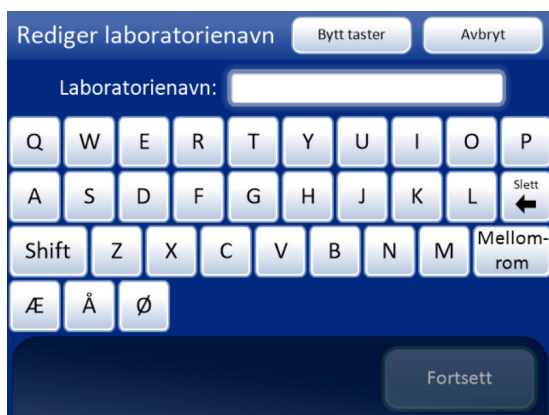 Rediger laboratorienavn Bytt taster Avbryt
Laboratorienavn:
Q W E R T Y U I O P
A S D F G H J K L Slett
Shift Z X C V B N M Mellom-
rom
Æ Å Ø
Fortsett